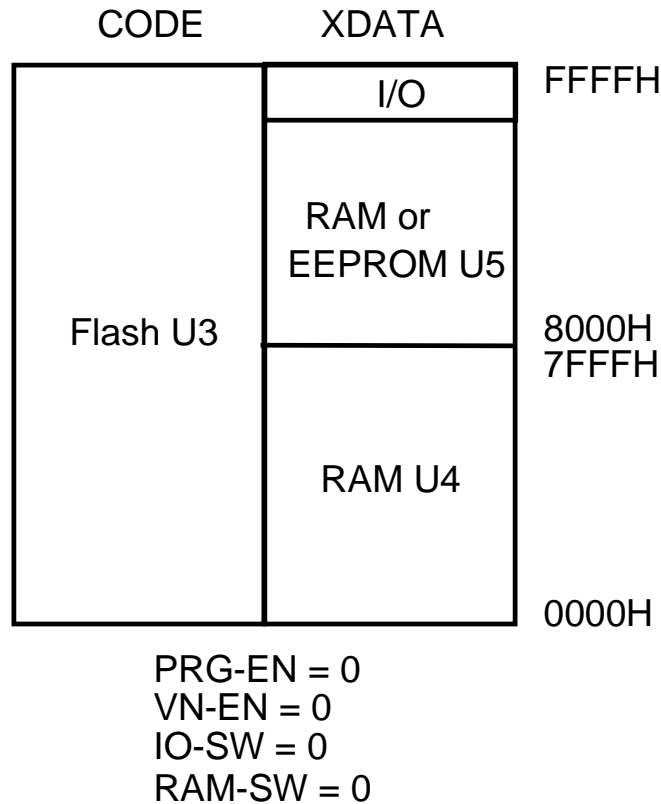 CODE XDATA
FFFFH
I/O
RAM or
EEPROM U5
Flash U3
8000H
7FFFH
RAM U4
0000H
PRG-EN = 0
VN-EN = 0
IO-SW = 0
RAM-SW = 0